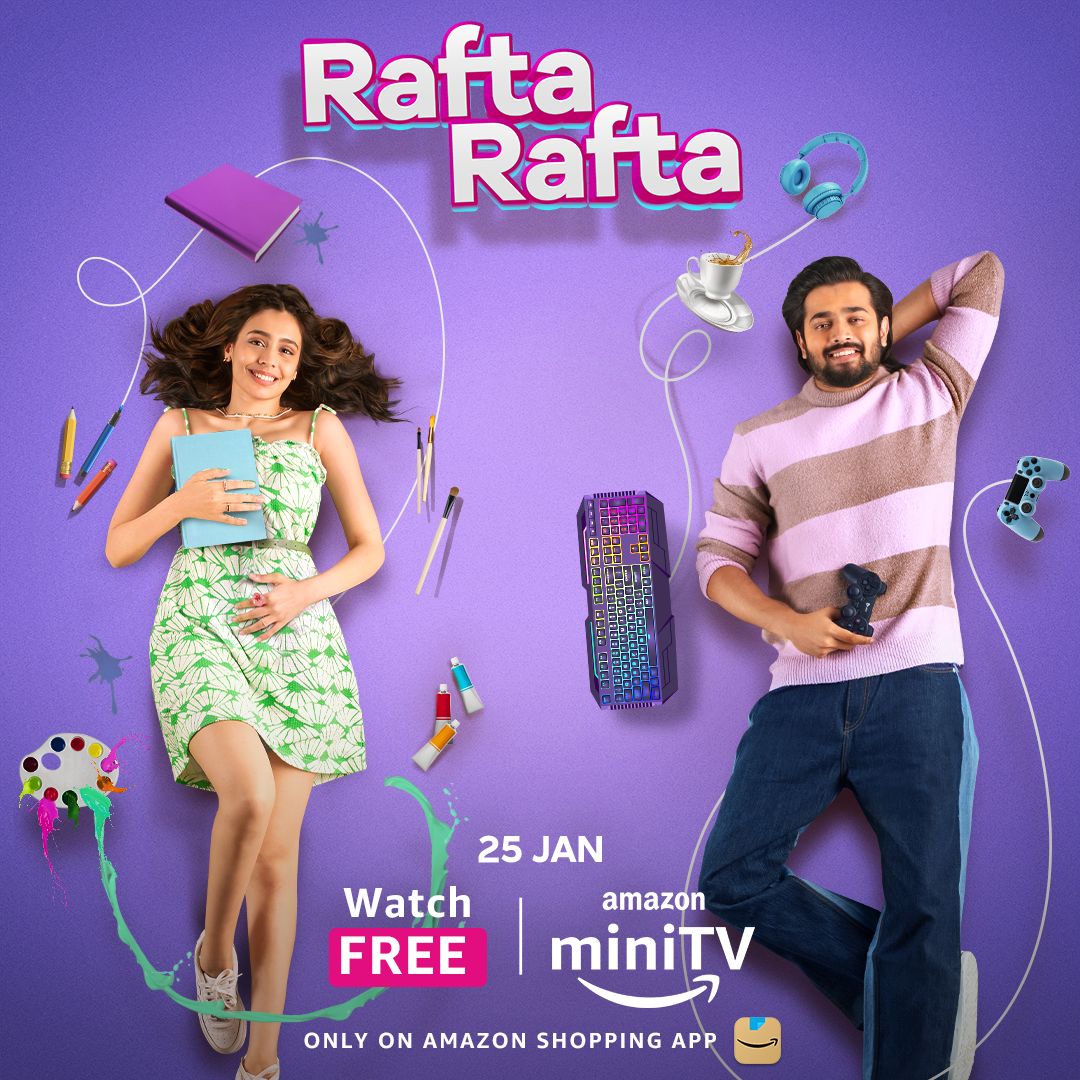 Rafta
Rafta
25 JAN
Watch
FREE
amazon
miniTV
ONLY ON AMAZON SHOPPING APP